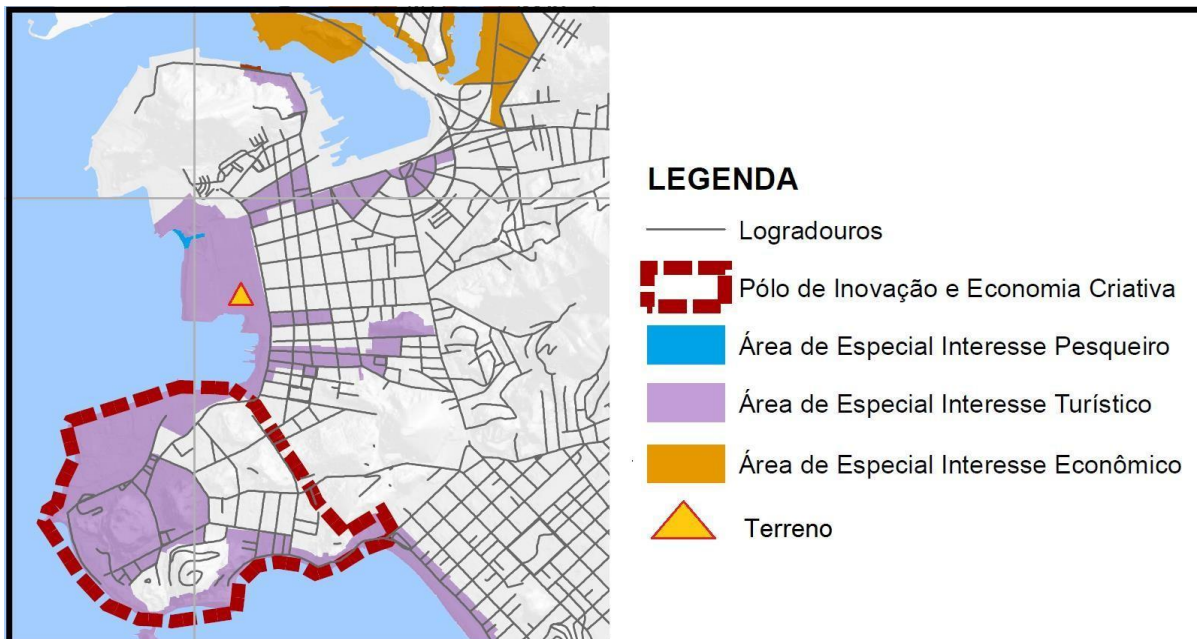 LEGENDA
Logradouros
Pólo de Inovação e Economia Criativa
Área de Especial Interesse Pesqueiro
Área de Especial Interesse Turístico
Área de Especial Interesse Econômico
Terreno